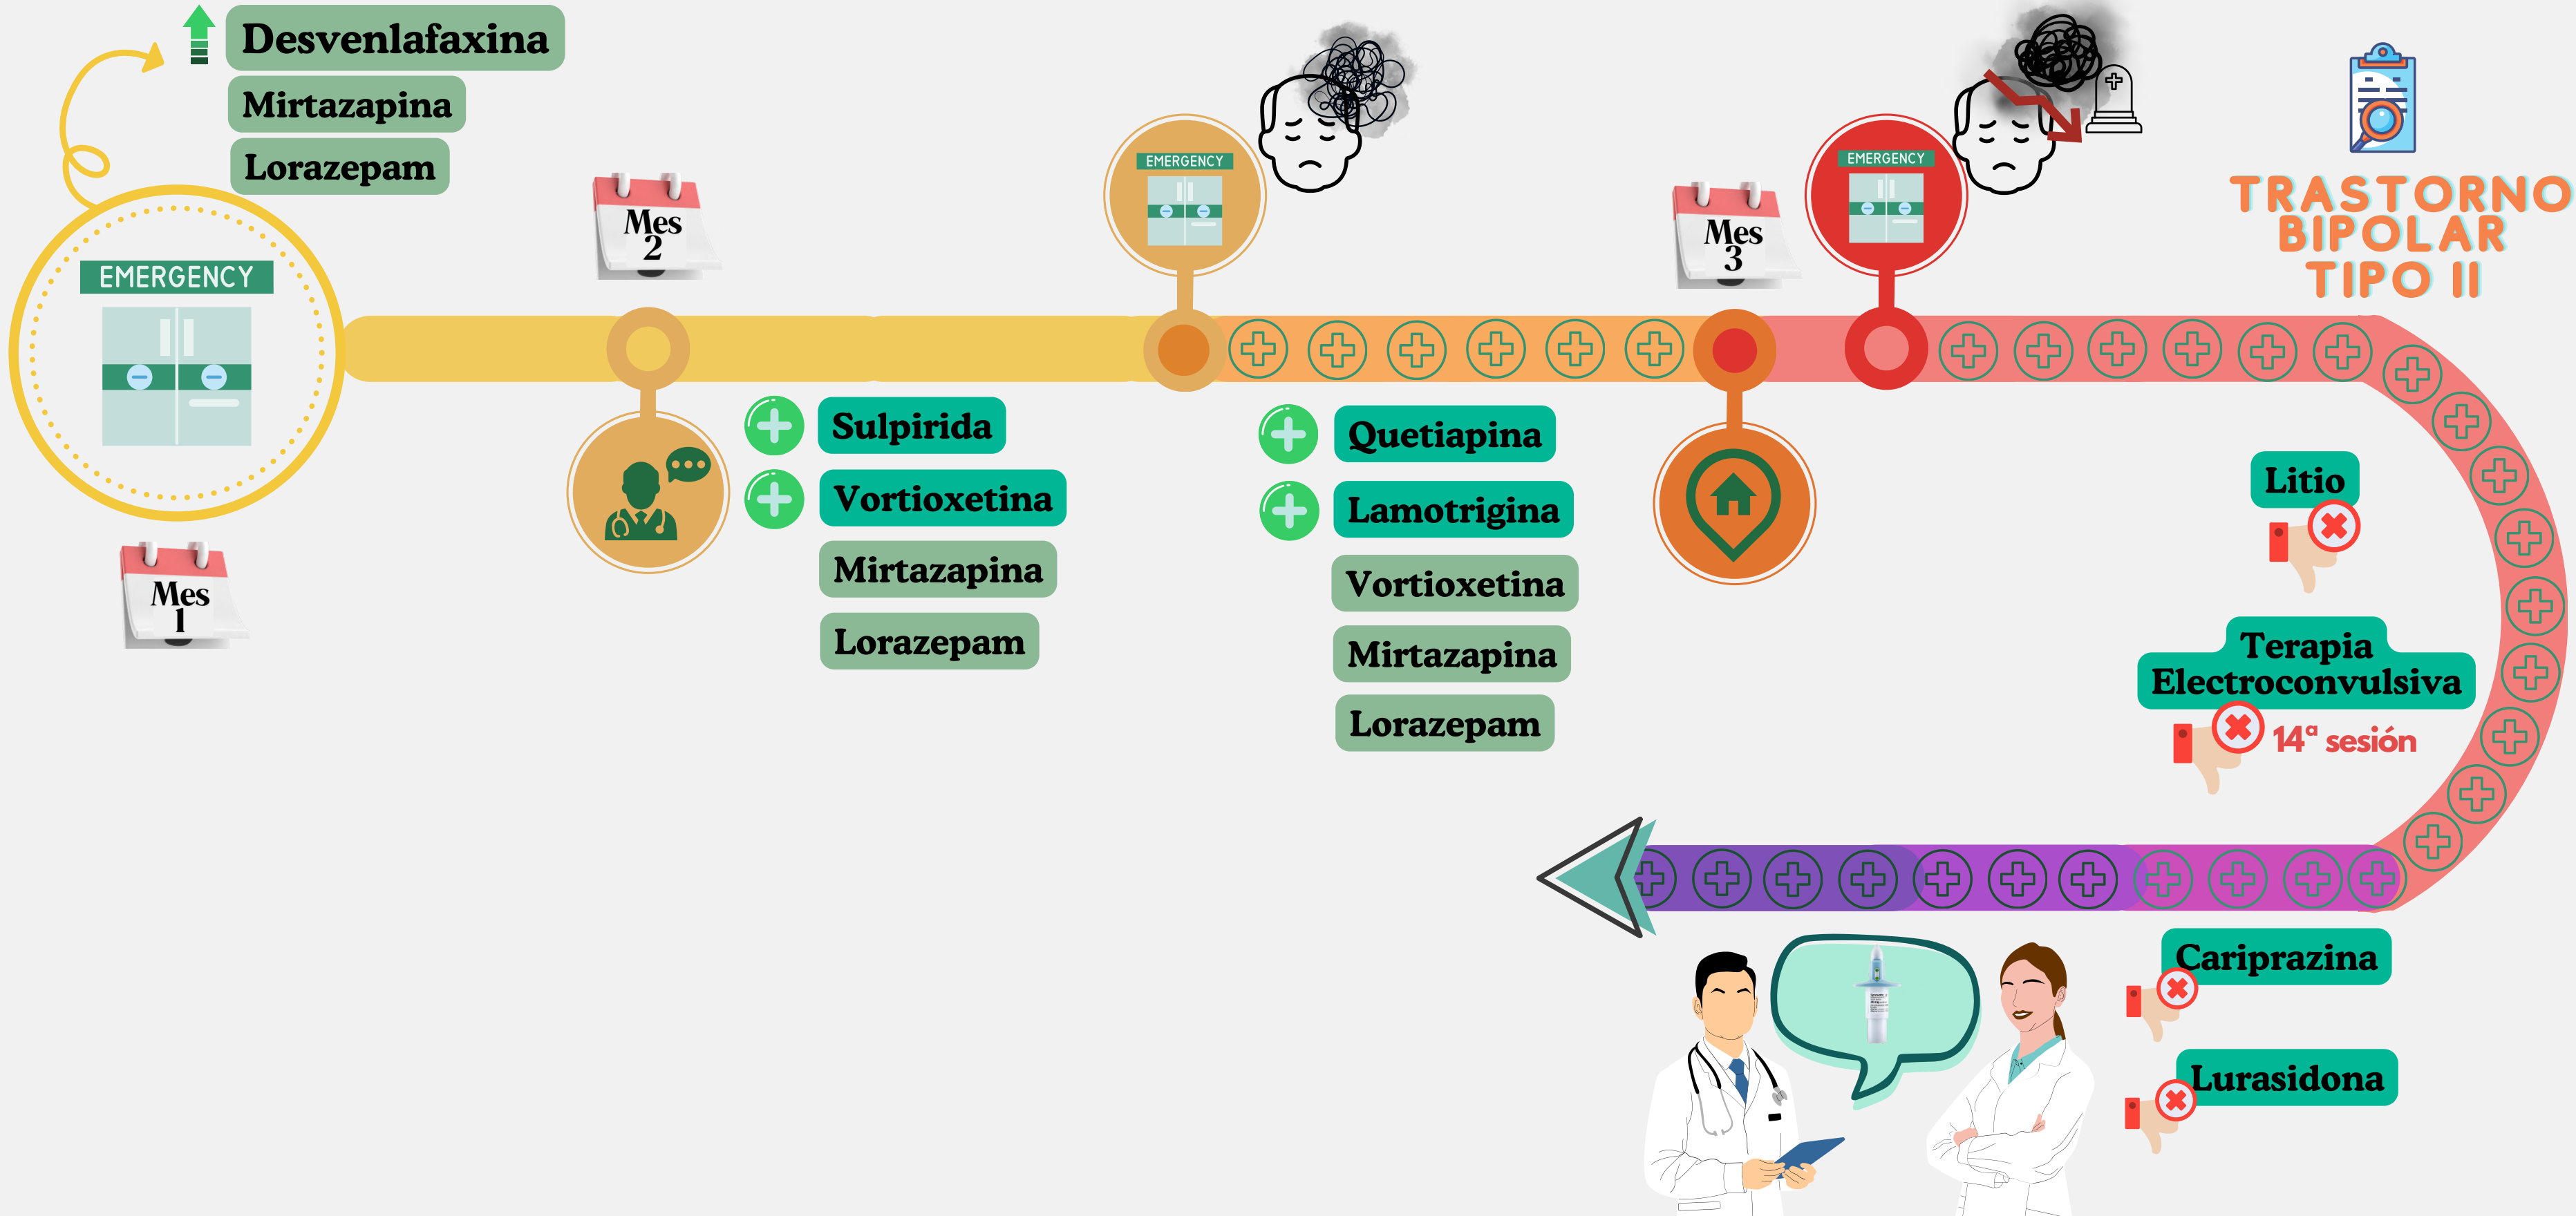 Desvenlafaxina
Mirtazapina
Lorazepam
EMERGENCY
Mes
1
Mes
2
Sulpirida
Vortioxetina
Mirtazapina
Lorazepam
EMERGENCY
Quetiapina
Lamotrigina
Vortioxetina
Mirtazapina
Lorazepam
Mes
3
EMERGENCY
TRASTORNO
BIPOLAR
TIPO II
Litio
Terapia
Electroconvulsiva
14ª sesión
Cariprazina
Lurasidona